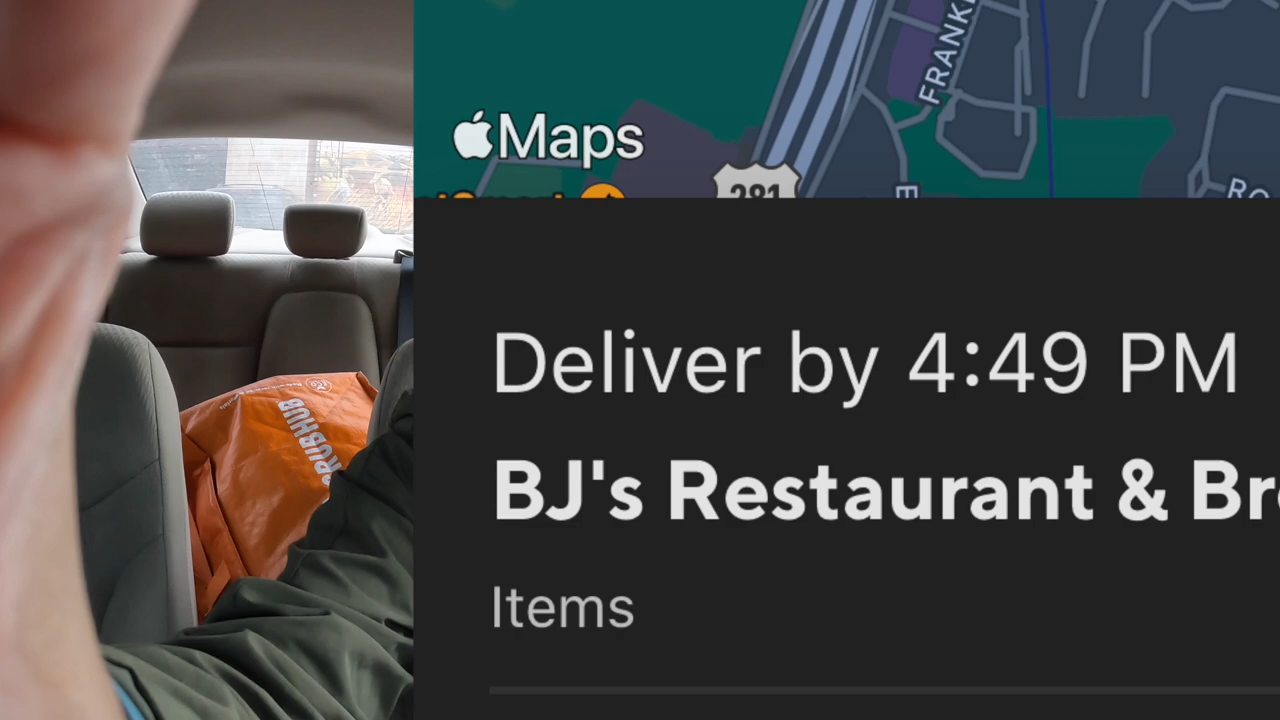 GRUBHUB
Maps
281
FRANK
Deliver by 4:49 PM
BJ's Restaurant & Br
Items